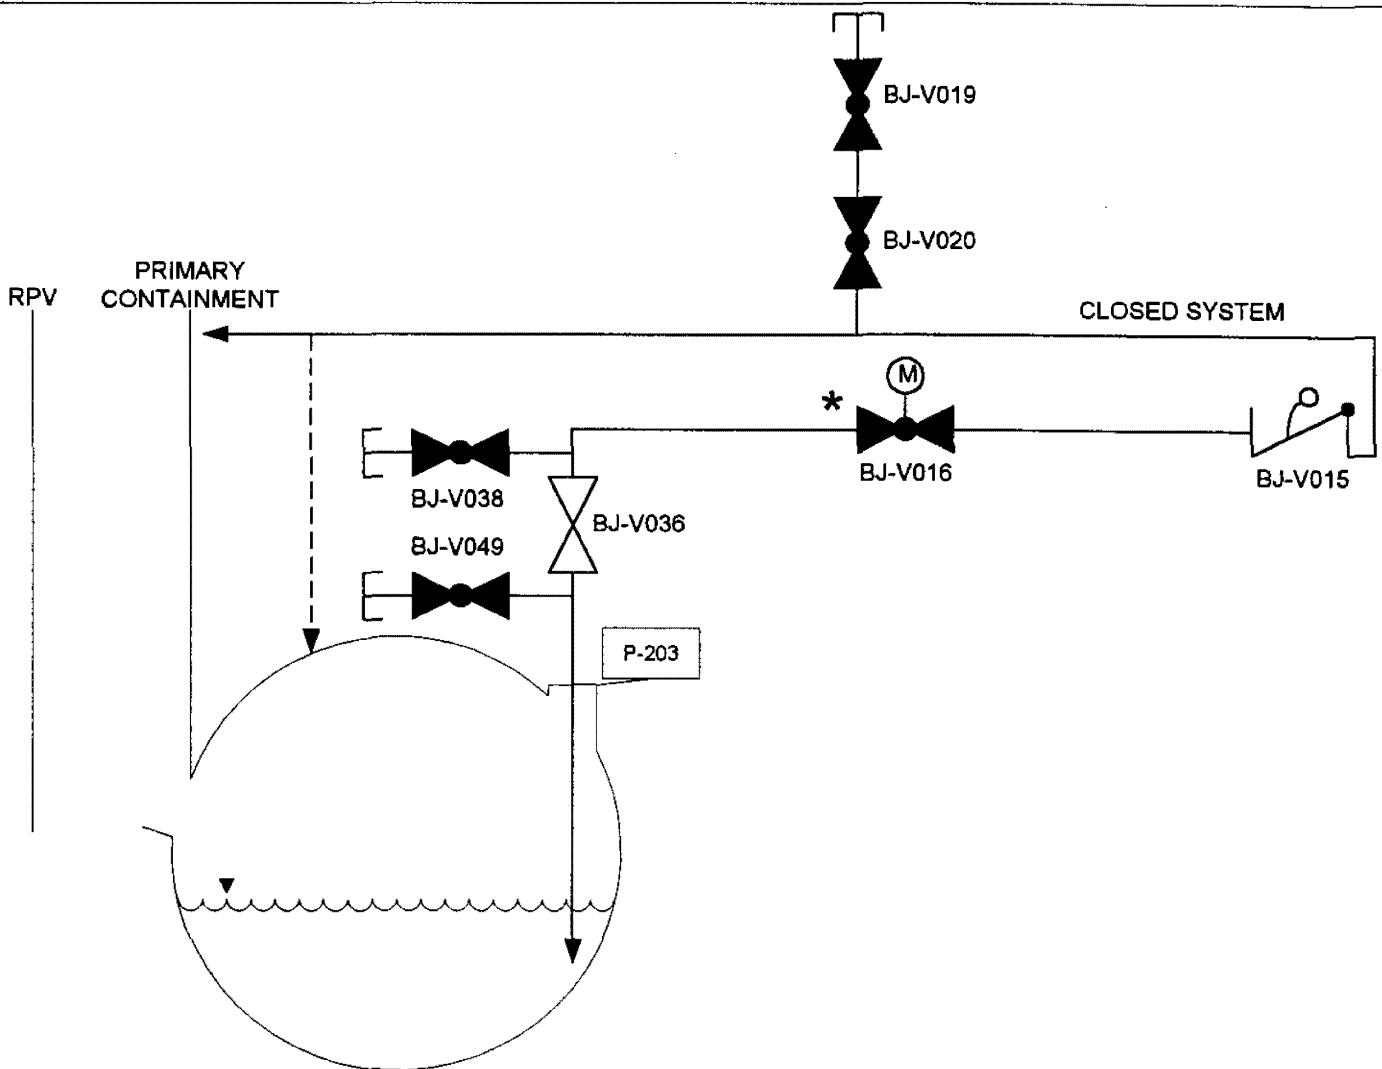 BJ-V019
BJ-V020
PRIMARY
CONTAINMENT
RPV
CLOSED SYSTEM
M
*
BJ-V016
BJ-V015
BJ-V038
BJ-V036
BJ-V049
P-203